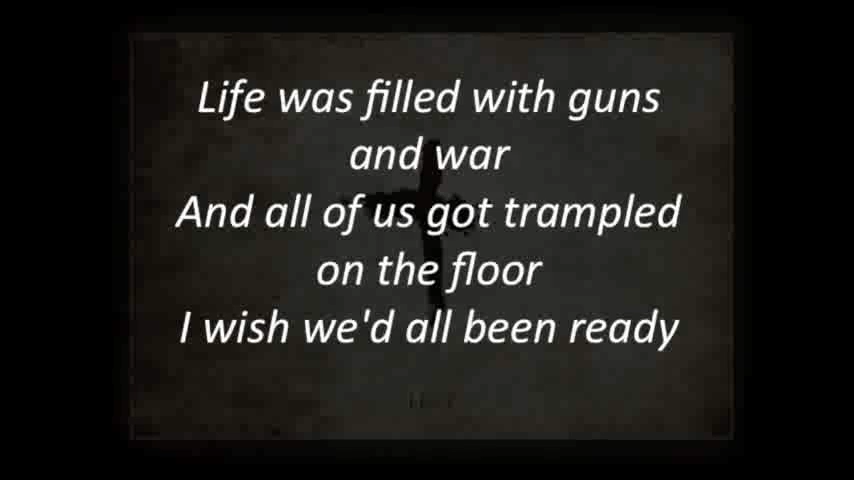 Life was filled with guns
and war
And all of us got trampled
on the floor
I wish we'd all been ready